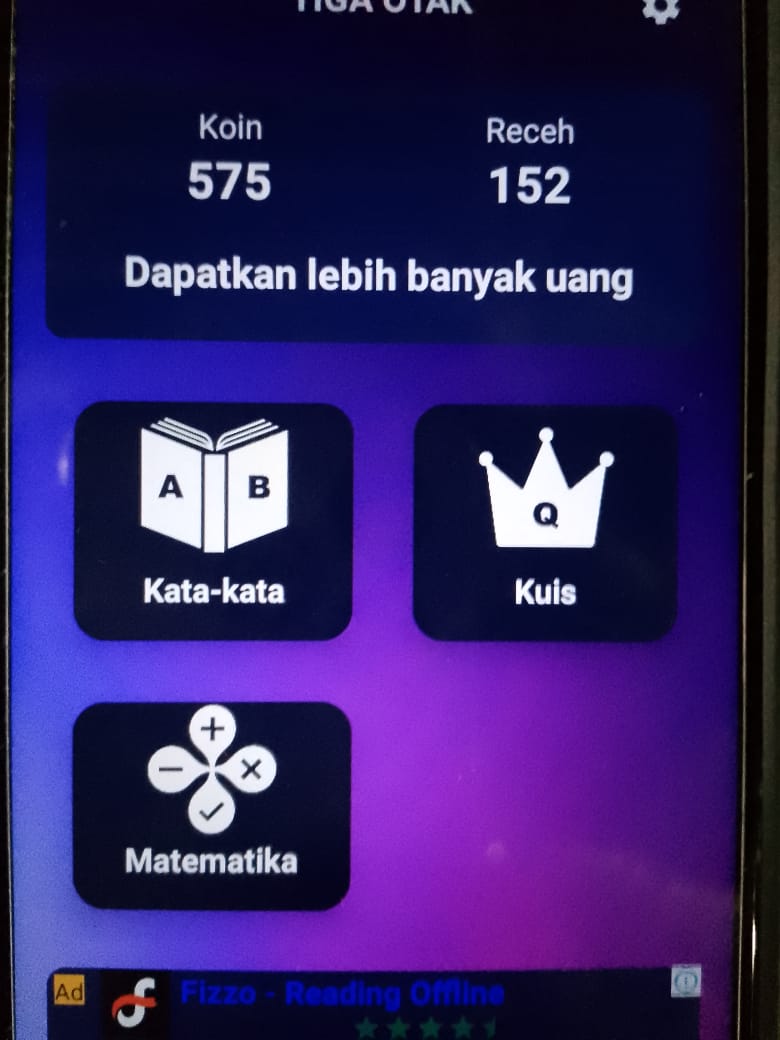 TIGA OTAK
Koin
Receh
575
152
Dapatkan lebih banyak uang
A B
Q
Kata-kata
Kuis
Matematika
Ad
Fizzo - Reading Offline